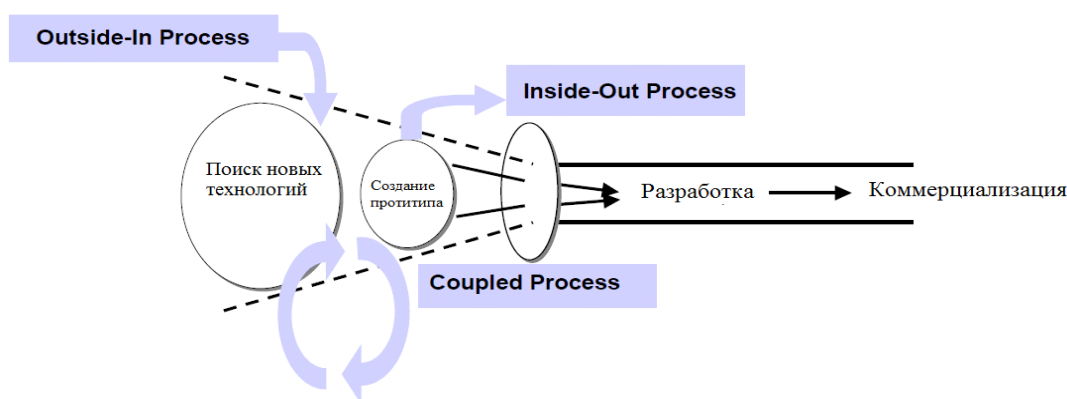 Outside-In Process
Inside-Out Process
Поиск новых
технологий
Создание
протитипа
Разработка
Коммерциализация
Coupled Process